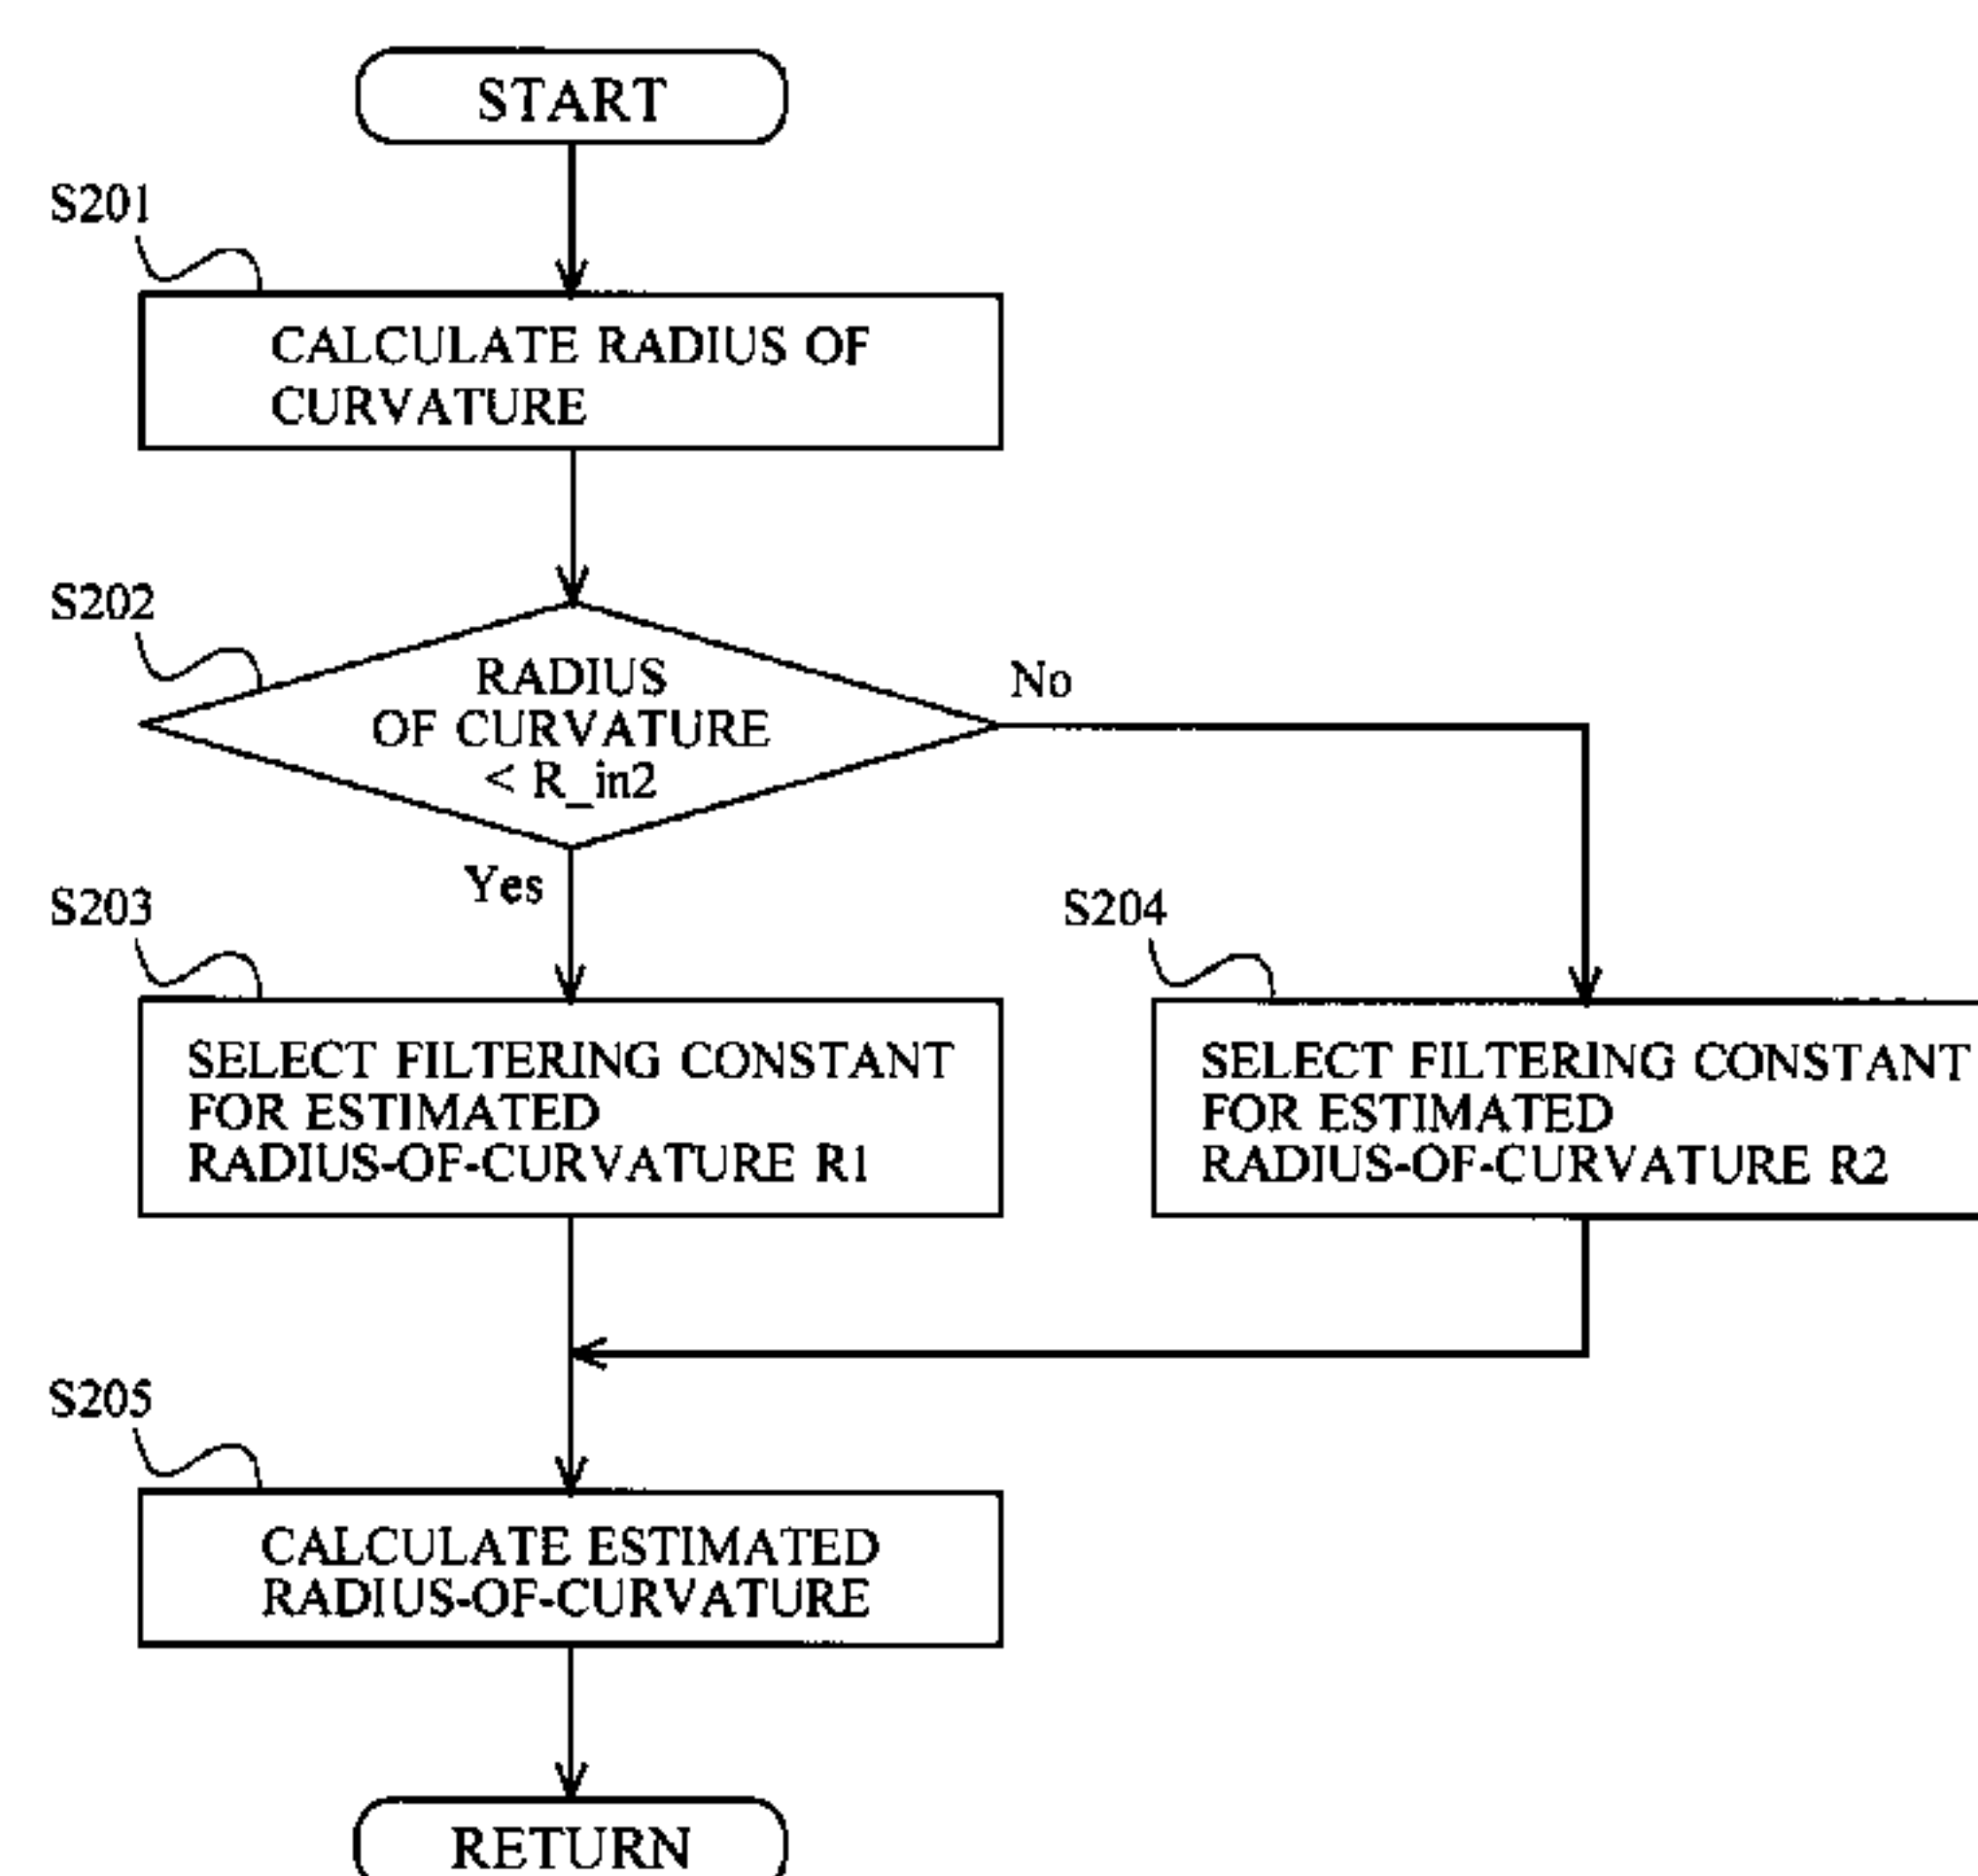 START
S201
CALCULATE RADIUS OF
CURVATURE
S202
RADIUS
OF CURVATURE
< R_in2
No
Yes
S203
SELECT FILTERING CONSTANT
FOR ESTIMATED
RADIUS-OF-CURVATURE R1
S204
SELECT FILTERING CONSTANT
FOR ESTIMATED
RADIUS-OF-CURVATURE R2
S205
CALCULATE ESTIMATED
RADIUS-OF-CURVATURE
RETURN